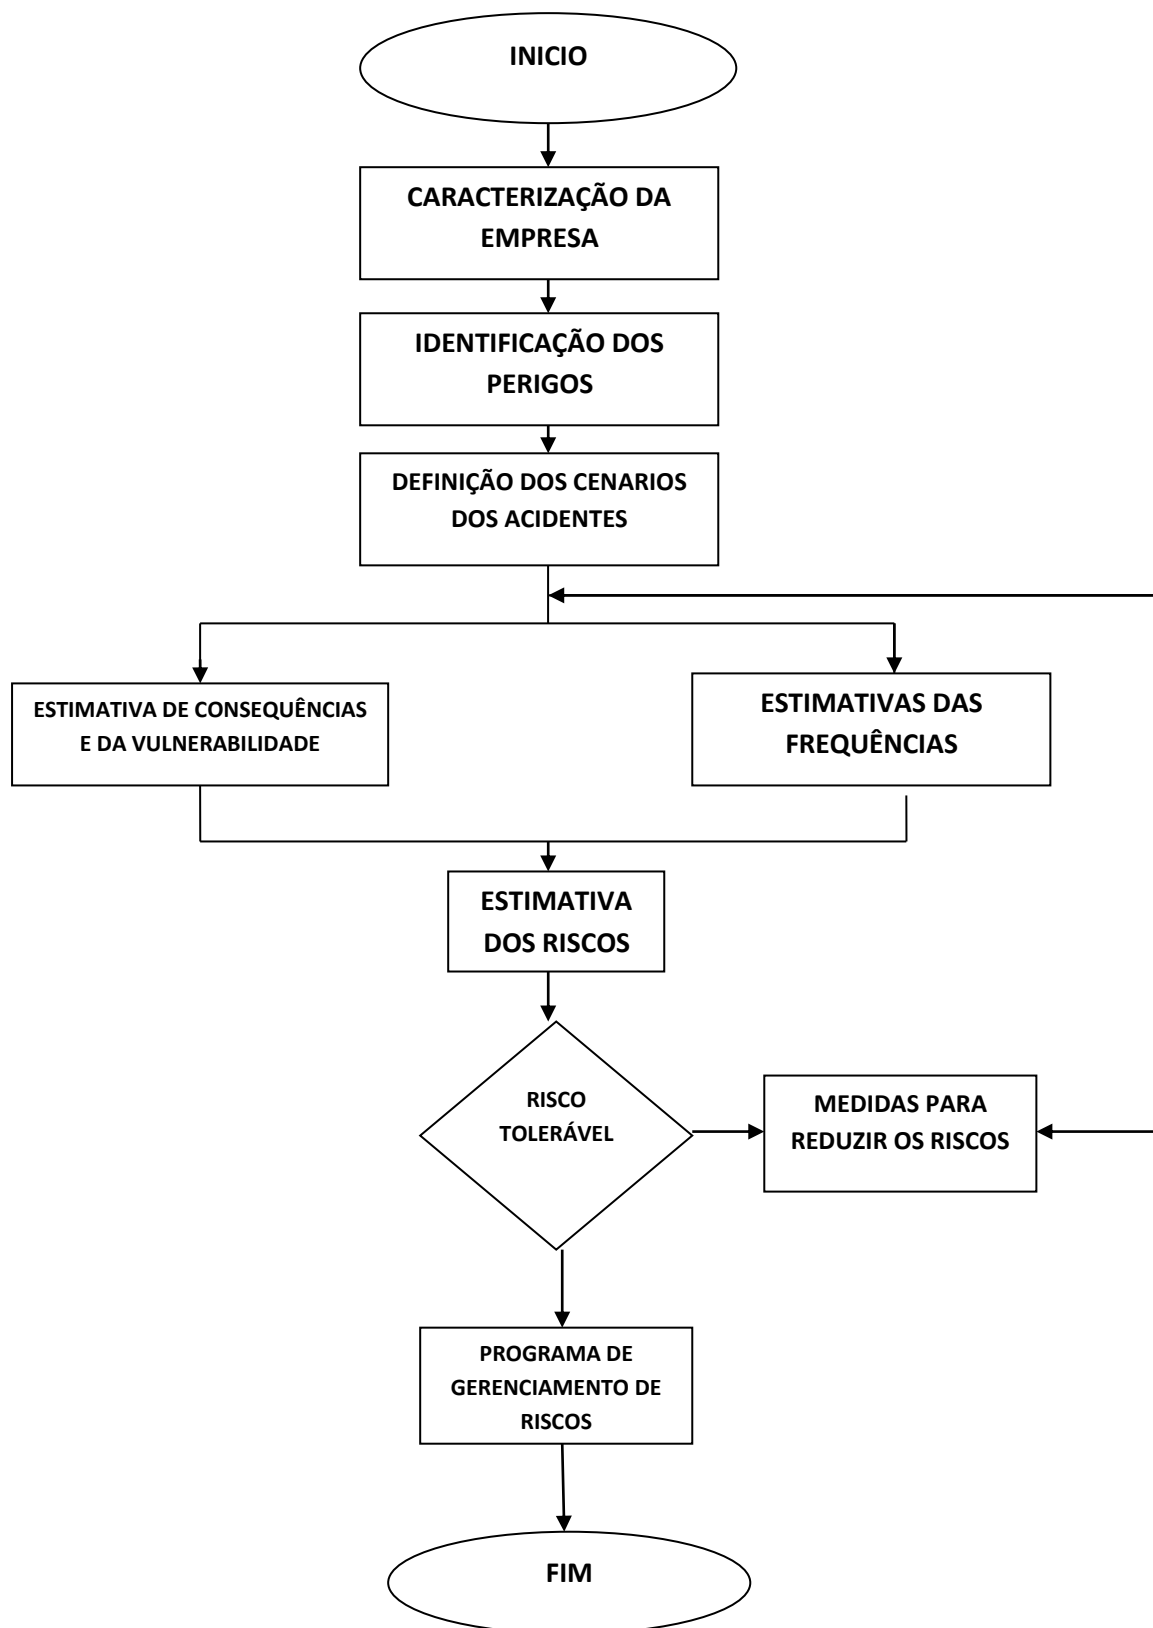 INICIO
CARACTERIZAÇÃO DA
EMPRESA
IDENTIFICAÇÃO DOS
PERIGOS
DEFINIÇÃO DOS CENARIOS
DOS ACIDENTES
ESTIMATIVA DE CONSEQUÊNCIAS
E DA VULNERABILIDADE
ESTIMATIVAS DAS
FREQUÊNCIAS
ESTIMATIVA
DOS RISCOS
RISCO
TOLERÁVEL
MEDIDAS PARA
REDUZIR OS RISCOS
PROGRAMA DE
GERENCIAMENTO DE
RISCOS
FIM